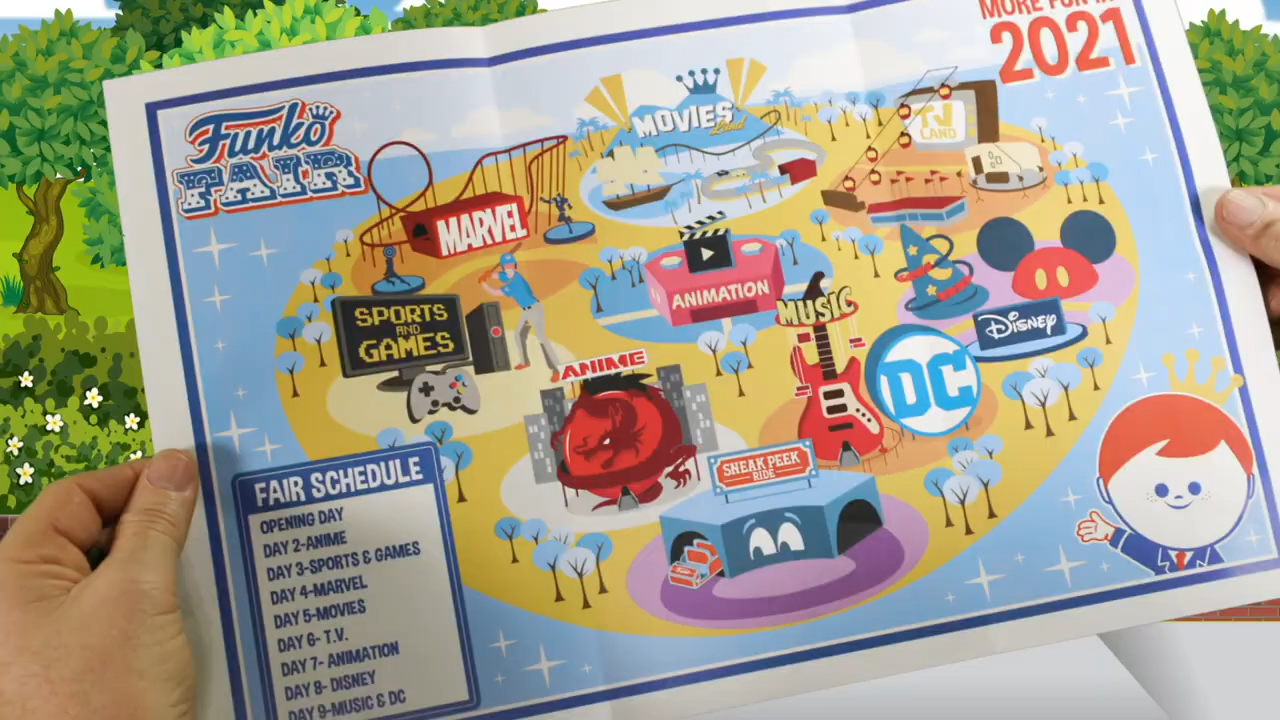 MORE FUN IN
2021
Funko
FAIR
MOVIES
Land
TV
LAND
MARVEL
ANIMATION
MUSIC
SPORTS
AND
GAMES
Disney
DC
ANIME
SNEAK PEEK
RIDE
FAIR SCHEDULE
OPENING DAY
DAY 2-ANIME
DAY 3-SPORTS & GAMES
DAY 4-MARVEL
DAY 5-MOVIES
DAY 6- T.V.
DAY 7- ANIMATION
DAY 8- DISNEY
DAY 9-MUSIC & DC